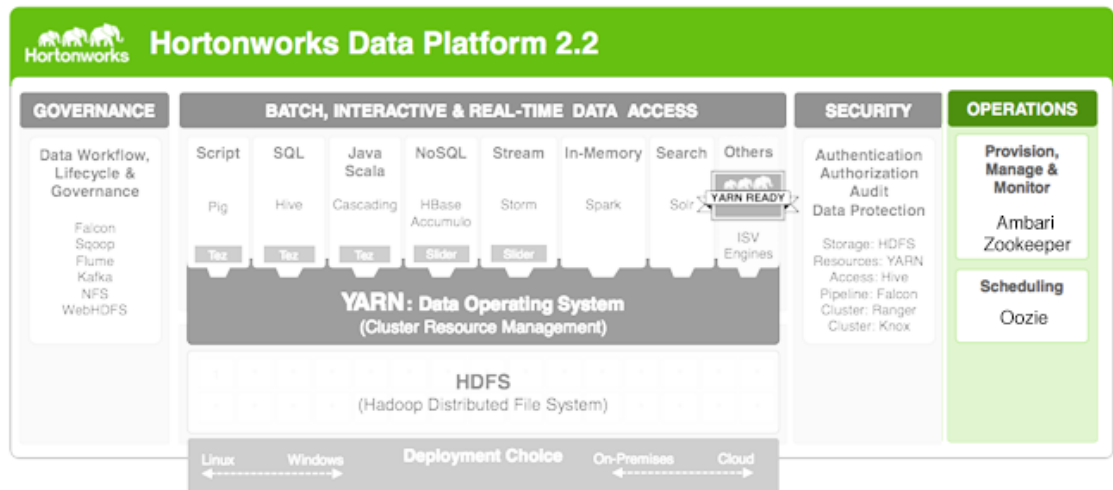 Hortonworks
Hortonworks Data Platform 2.2
GOVERNANCE
Data Workflow,
Lifecycle &
Governance
Falcon
Sqoop
Flume
Kafka
NFS
WebHDFS
BATCH, INTERACTIVE & REAL-TIME DATA ACCESS
Script
Pig
Tez
SQL
Hive
Tez
Java
Scala
Cascading
Tez
NoSQL
HBase
Accumulo
Slider
Stream
Storm
Slider
In-Memory
Spark
Search
Solr
Others
YARN READY
ISV
Engines
YARN : Data Operating System
(Cluster Resource Management)
HDFS
(Hadoop Distributed File System)
Deployment Choice
Linux
Windows
On-Premises
Cloud
SECURITY
Authentication
Authorization
Audit
Data Protection
Storage: HDFS
Resources: YARN
Access: Hive
Pipeline: Falcon
Cluster: Ranger
Cluster: Knox
OPERATIONS
Provision,
Manage &
Monitor
Ambari
Zookeeper
Scheduling
Oozie